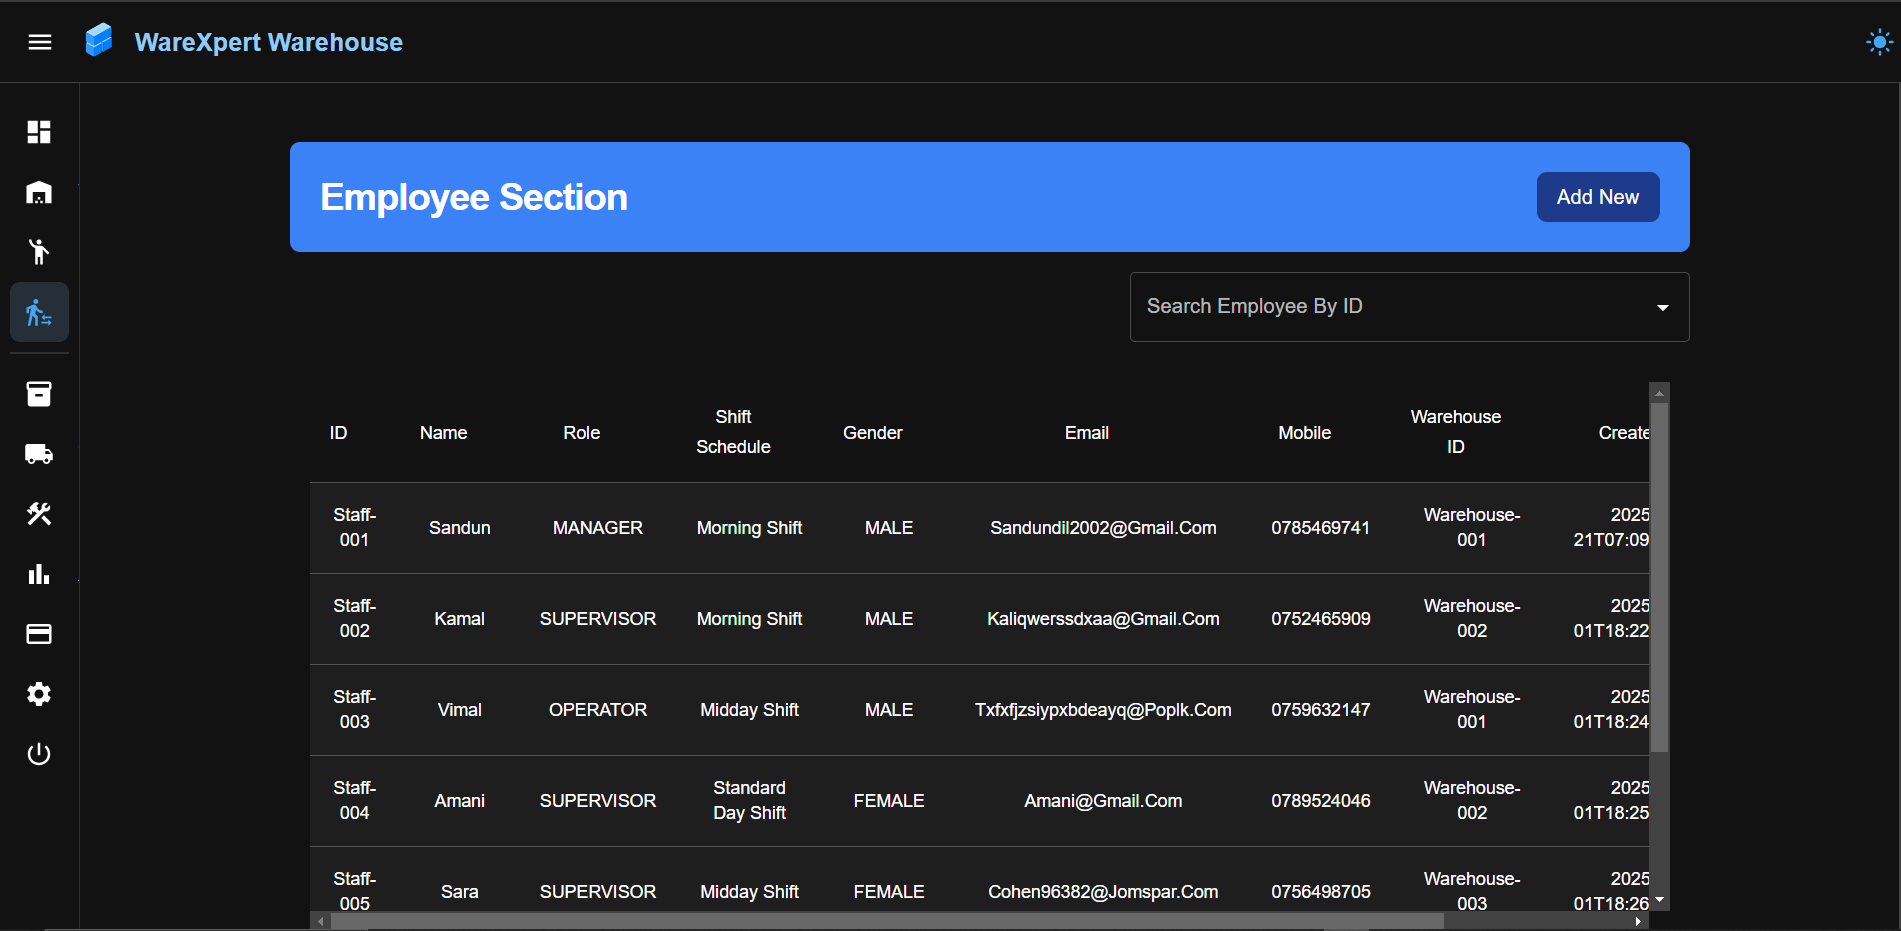 WareXpert Warehouse
Employee Section
Add New
Search Employee By ID
ID Name Role Shift Schedule Gender Email Mobile Warehouse ID Create
Staff-001 Sandun MANAGER Morning Shift MALE Sandundil2002@Gmail.Com 0785469741 Warehouse-001 2025 21T07:09
Staff-002 Kamal SUPERVISOR Morning Shift MALE Kaliqwerssdxaa@Gmail.Com 0752465909 Warehouse-002 2025 01T18:22
Staff-003 Vimal OPERATOR Midday Shift MALE Txfxfjzsiypxbdeayq@Poplk.Com 0759632147 Warehouse-001 2025 01T18:24
Staff-004 Amani SUPERVISOR Standard Day Shift FEMALE Amani@Gmail.Com 0789524046 Warehouse-002 2025 01T18:25
Staff-005 Sara SUPERVISOR Midday Shift FEMALE Cohen96382@Jomspar.Com 0756498705 Warehouse-003 2025 01T18:26